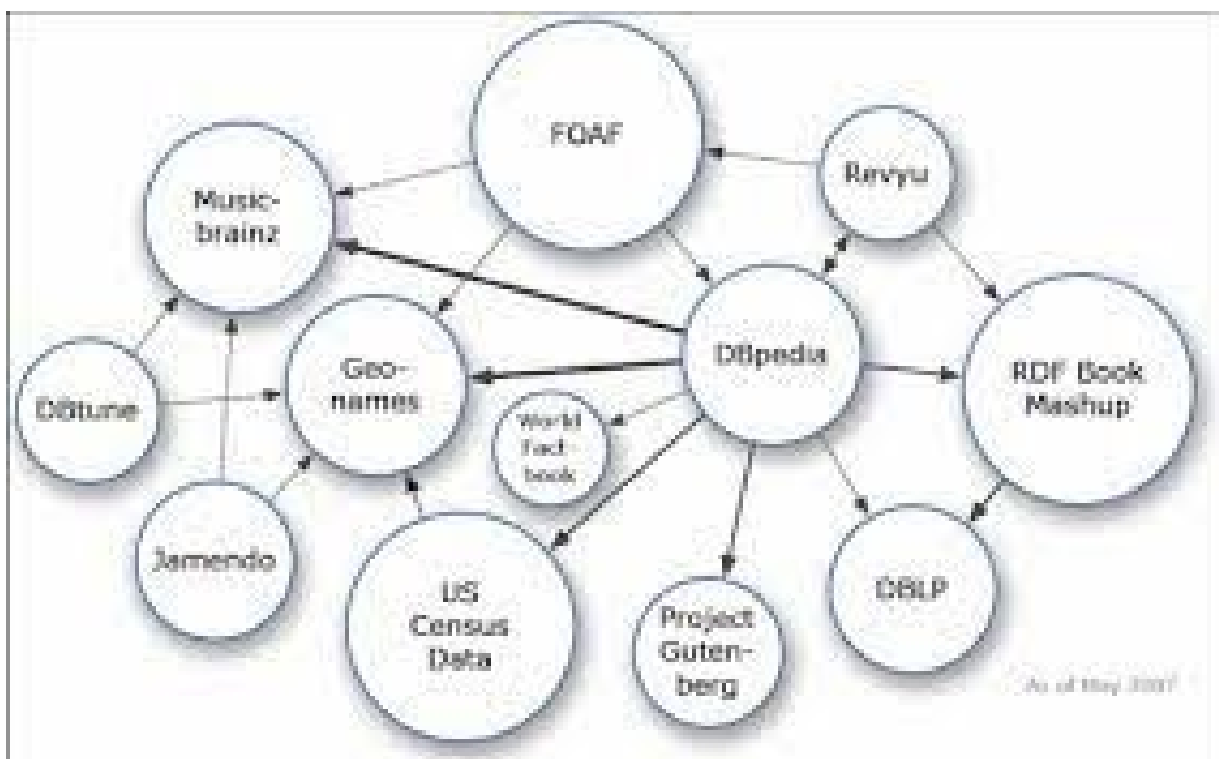 FOAF
Revyu
Music-
brainz
DBpedia
Geo-
names
RDF Book
Mashup
DBtune
World
Fact-
book
Jamendo
US
Census
Data
Project
Guten-
berg
DBLP
As of May 2007